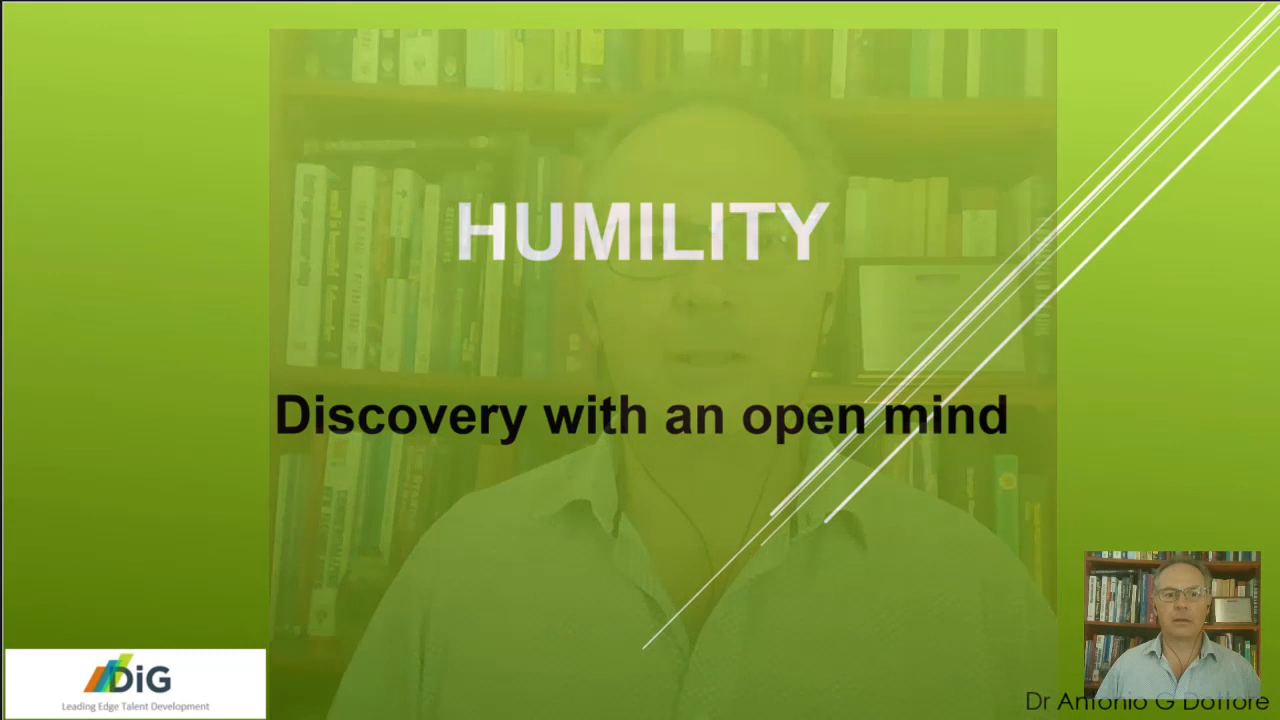 HUMILITY
Discovery with an open mind
DiG
Leading Edge Talent Development
Dr Antonio G Dottore